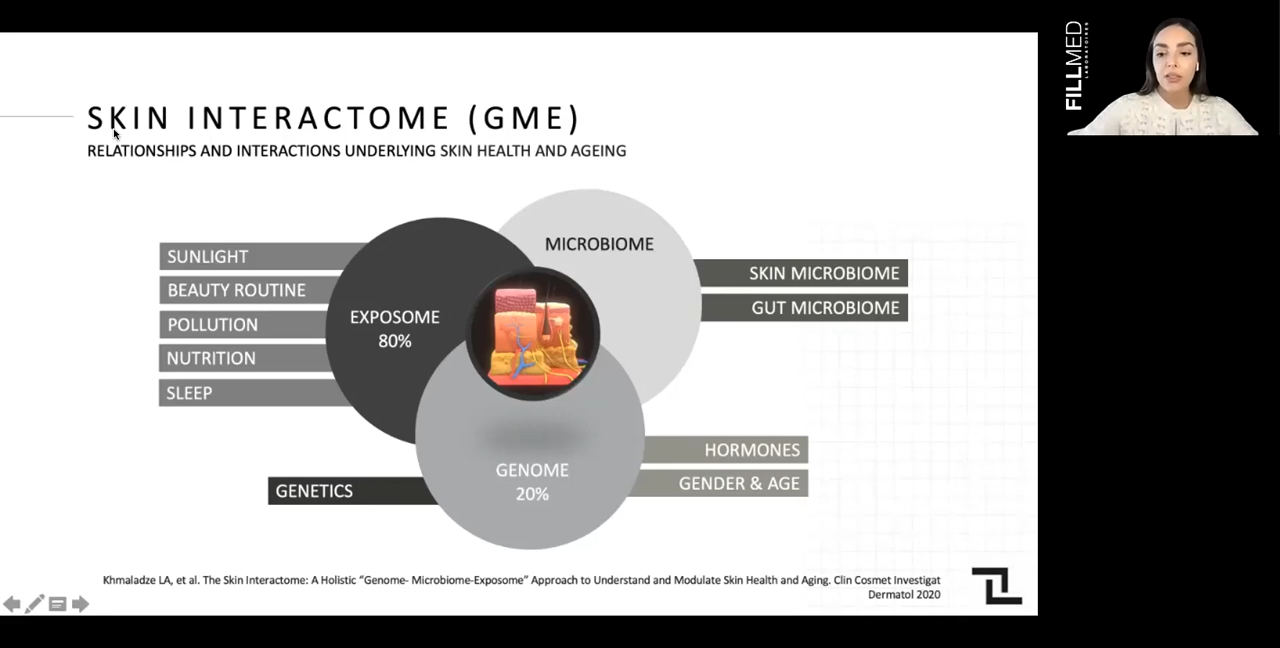 SKIN INTERACTOME (GME)
RELATIONSHIPS AND INTERACTIONS UNDERLYING SKIN HEALTH AND AGEING
MICROBIOME
SUNLIGHT
BEAUTY ROUTINE
POLLUTION
NUTRITION
SLEEP
EXPOSOME
80%
SKIN MICROBIOME
GUT MICROBIOME
HORMONES
GENDER & AGE
GENOME
20%
GENETICS
Khmaladze LA, et al. The Skin Interactome: A Holistic “Genome- Microbiome-Exposome” Approach to Understand and Modulate Skin Health and Aging. Clin Cosmet Investigat
Dermatol 2020
FILLMED
LABORATOIRES